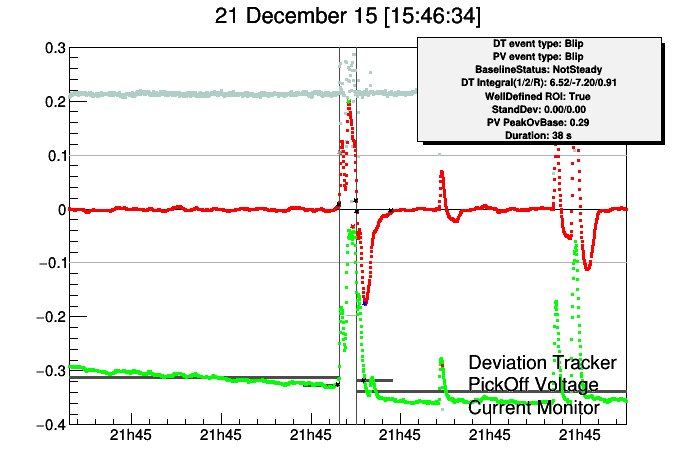 21 December 15 [15:46:34]
DT event type: Blip
PV event type: Blip
BaselineStatus: NotSteady
DT Integral(1/2/R): 6.52/-7.20/0.91
WellDefined ROI: True
StandDev: 0.00/0.00
PV PeakOvBase: 0.29
Duration: 38 s
0.3
0.2
0.1
0
−0.1
−0.2
−0.3
−0.4
Deviation Tracker
PickOff Voltage
Current Monitor
21h45 21h45 21h45 21h45 21h45 21h45